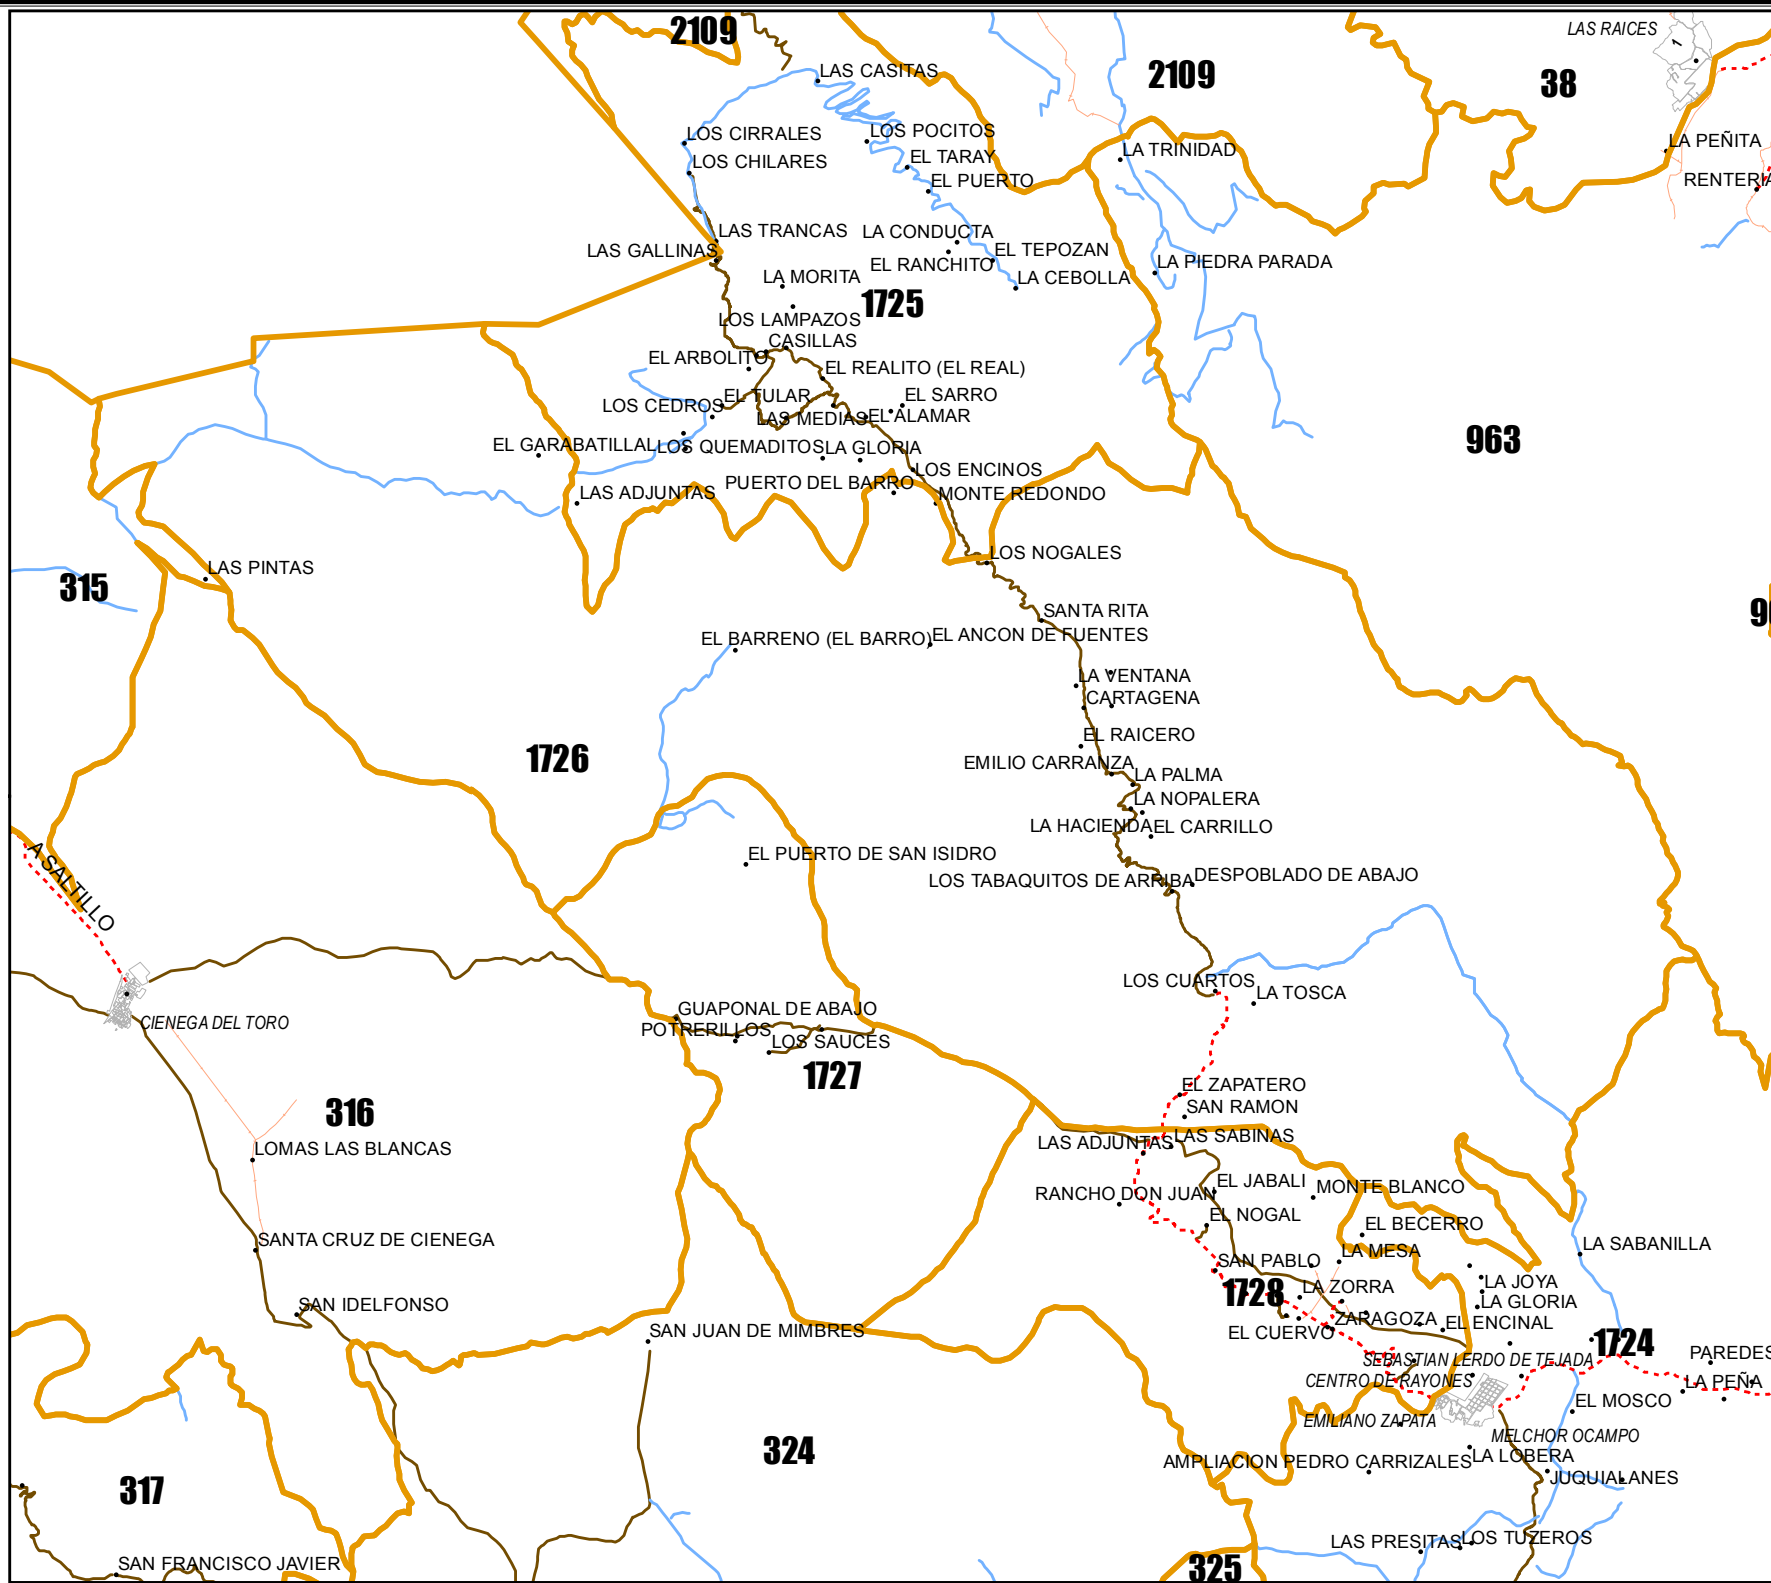 2109
LAS RAICES
1
LAS CASITAS
2109
38
LOS CIRRALES
LOS POCITOS
LA TRINIDAD
LA PEÑITA
LOS CHILARES
EL TARAY
EL PUERTO
RENTERIA
LAS TRANCAS
LA CONDUCTA
LAS GALLINAS
EL TEPOZAN
EL RANCHITO
LA PIEDRA PARADA
LA MORITA
LA CEBOLLA
1725
LOS LAMPAZOS
CASILLAS
EL ARBOLITO
EL REALITO (EL REAL)
EL TULAR
EL SARRO
LOS CEDROS
LAS MEDIAS
EL ALAMAR
963
EL GARABATILLAL
LOS QUEMADITOS
LA GLORIA
LOS ENCINOS
PUERTO DEL BARRO
LAS ADJUNTAS
MONTE REDONDO
LOS NOGALES
LAS PINTAS
315
SANTA RITA
EL BARRENO (EL BARRO)
EL ANCON DE FUENTES
LA VENTANA
CARTAGENA
EL RAICERO
1726
EMILIO CARRANZA
LA PALMA
LA NOPALERA
LA HACIENDA
EL CARRILLO
EL PUERTO DE SAN ISIDRO
LOS TABAQUITOS DE ARRIBA
DESPOBLADO DE ABAJO
A SALTILLO
LOS CUARTOS
LA TOSCA
CIENEGA DEL TORO
GUAPONAL DE ABAJO
POTRERILLOS
LOS SAUCES
1727
EL ZAPATERO
SAN RAMON
316
LAS ADJUNTAS
LAS SABINAS
LOMAS LAS BLANCAS
EL JABALI
MONTE BLANCO
RANCHO DON JUAN
EL NOGAL
EL BECERRO
SANTA CRUZ DE CIENEGA
LA MESA
LA SABANILLA
SAN PABLO
LA JOYA
1728
LA ZORRA
LA GLORIA
SAN IDELFONSO
ZARAGOZA
EL ENCINAL
SAN JUAN DE MIMBRES
EL CUERVO
1724
SEBASTIAN LERDO DE TEJADA
PAREDES
CENTRO DE RAYONES
LA PEÑA
EL MOSCO
EMILIANO ZAPATA
MELCHOR OCAMPO
324
AMPLIACION PEDRO CARRIZALES
LA LOBERA
JUQUIALANES
317
LAS PRESITAS
LOS TUZEROS
SAN FRANCISCO JAVIER
325